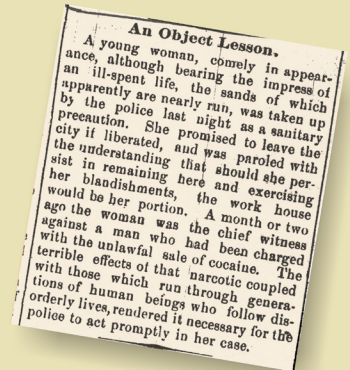 An Object Lesson.
A young woman, comely in appear-
ance, although bearing the impress of
an ill-spent life, the sands of which
apparently are nearly run, was taken up
by the police last night as a sanitary
precaution. She promised to leave the
city if liberated, and was paroled with
the understanding that should she per-
sist in remaining here and exercising
her blandishments, the work house
would be her portion. A month or two
ago the woman was the chief witness
against a man who had been charged
with the unlawful sale of cocaine. The
terrible effects of that narcotic coupled
with those which run through genera-
tions of human beings who follow dis-
orderly lives, rendered it necessary for the
police to act promptly in her case.